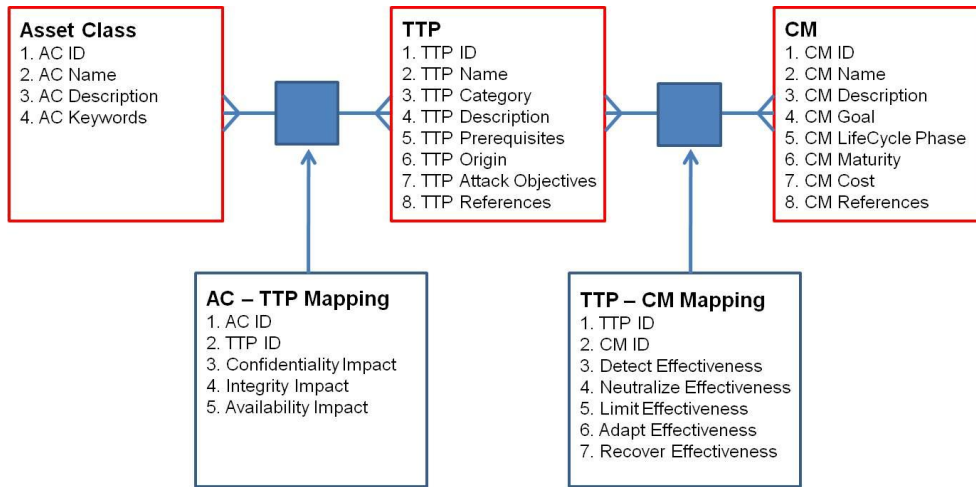 Asset Class
1. AC ID
2. AC Name
3. AC Description
4. AC Keywords
TTP
1. TTP ID
2. TTP Name
3. TTP Category
4. TTP Description
5. TTP Prerequisites
6. TTP Origin
7. TTP Attack Objectives
8. TTP References
CM
1. CM ID
2. CM Name
3. CM Description
4. CM Goal
5. CM LifeCycle Phase
6. CM Maturity
7. CM Cost
8. CM References
AC – TTP Mapping
1. AC ID
2. TTP ID
3. Confidentiality Impact
4. Integrity Impact
5. Availability Impact
TTP – CM Mapping
1. TTP ID
2. CM ID
3. Detect Effectiveness
4. Neutralize Effectiveness
5. Limit Effectiveness
6. Adapt Effectiveness
7. Recover Effectiveness